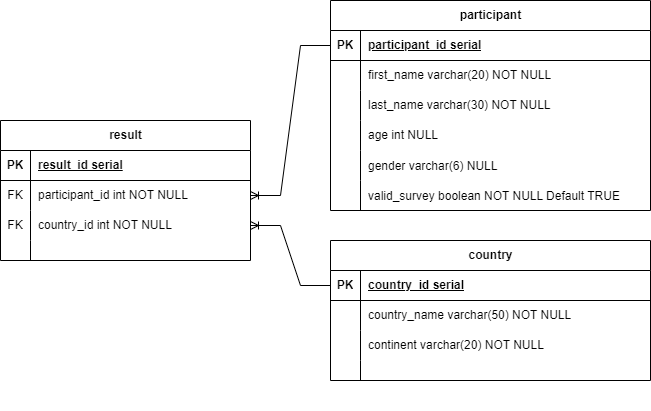 participant
PK participant_id serial
first_name varchar(20) NOT NULL
last_name varchar(30) NOT NULL
age int NULL
gender varchar(6) NULL
valid_survey boolean NOT NULL Default TRUE
result
PK result_id serial
FK participant_id int NOT NULL
FK country_id int NOT NULL
country
PK country_id serial
country_name varchar(50) NOT NULL
continent varchar(20) NOT NULL